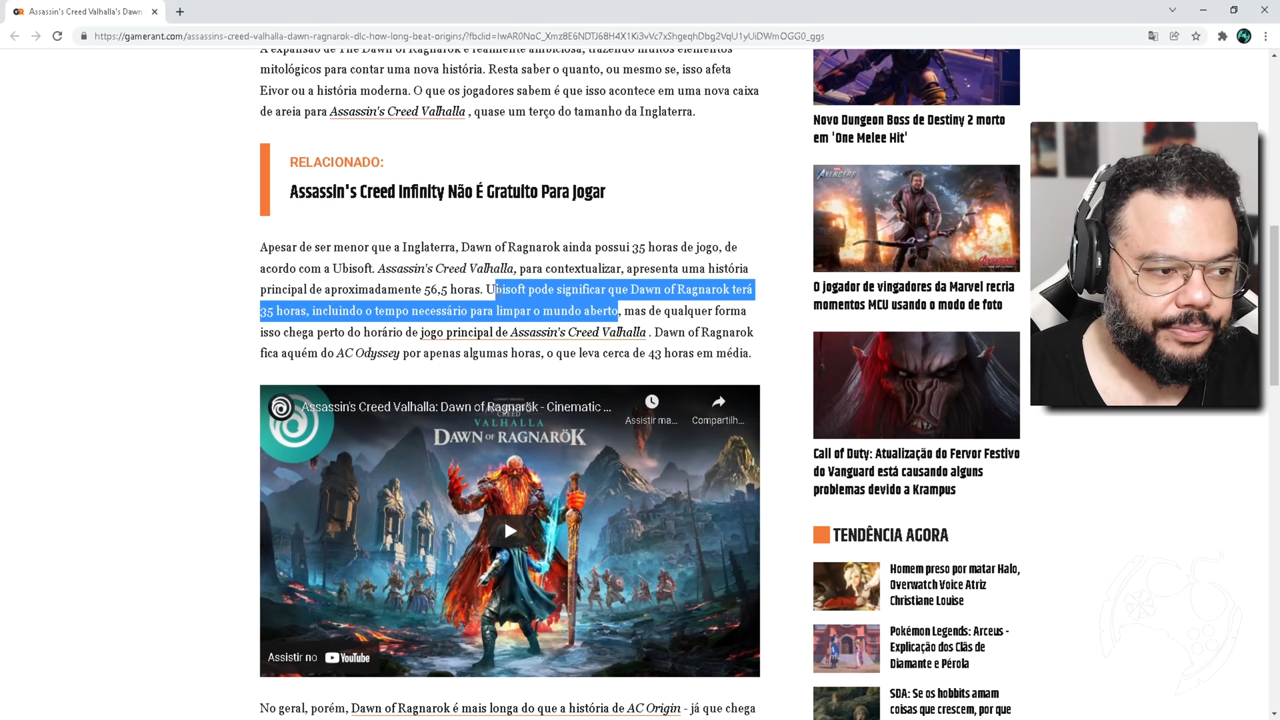 Assassin's Creed Valhalla's Dawn
https://gamerant.com/assassins-creed-valhalla-dawn-ragnarok-dlc-how-long-beat-origins/?fbclid=IwAR0NoC_Xmz8E6NDTJ68H4X1Ki3vVc7xShgeqhDbg2VqU1yUiDWmOGG0_ggs
A expansão de The Dawn of Ragnarok é realmente ambiciosa, trazendo muitos elementos
mitológicos para contar uma nova história. Resta saber o quanto, ou mesmo se, isso afeta
Eivor ou a história moderna. O que os jogadores sabem é que isso acontece em uma nova caixa
de areia para Assassin's Creed Valhalla , quase um terço do tamanho da Inglaterra.
RELACIONADO:
Assassin's Creed Infinity Não É Gratuito Para Jogar
Apesar de ser menor que a Inglaterra, Dawn of Ragnarok ainda possui 35 horas de jogo, de
acordo com a Ubisoft. Assassin's Creed Valhalla, para contextualizar, apresenta uma história
principal de aproximadamente 56,5 horas. Ubisoft pode significar que Dawn of Ragnarok terá
35 horas, incluindo o tempo necessário para limpar o mundo aberto, mas de qualquer forma
isso chega perto do horário de jogo principal de Assassin's Creed Valhalla . Dawn of Ragnarok
fica aquém do AC Odyssey por apenas algumas horas, o que leva cerca de 43 horas em média.
Assassin's Creed Valhalla: Dawn of Ragnarök - Cinematic ...
Assistir ma...
Compartilh...
VALHALLA
DAWN OF RAGNARÖK
Assistir no YouTube
No geral, porém, Dawn of Ragnarok é mais longa do que a história de AC Origin - já que chega
Novo Dungeon Boss de Destiny 2 morto
em 'One Melee Hit'
AVENGERS
O jogador de vingadores da Marvel recria
momentos MCU usando o modo de foto
Call of Duty: Atualização do Fervor Festivo
do Vanguard está causando alguns
problemas devido a Krampus
TENDÊNCIA AGORA
Homem preso por matar Halo,
Overwatch Voice Atriz
Christiane Louise
Pokémon Legends: Arceus -
Explicação dos Clãs de
Diamante e Pérola
SDA: Se os hobbits amam
coisas que crescem, por que